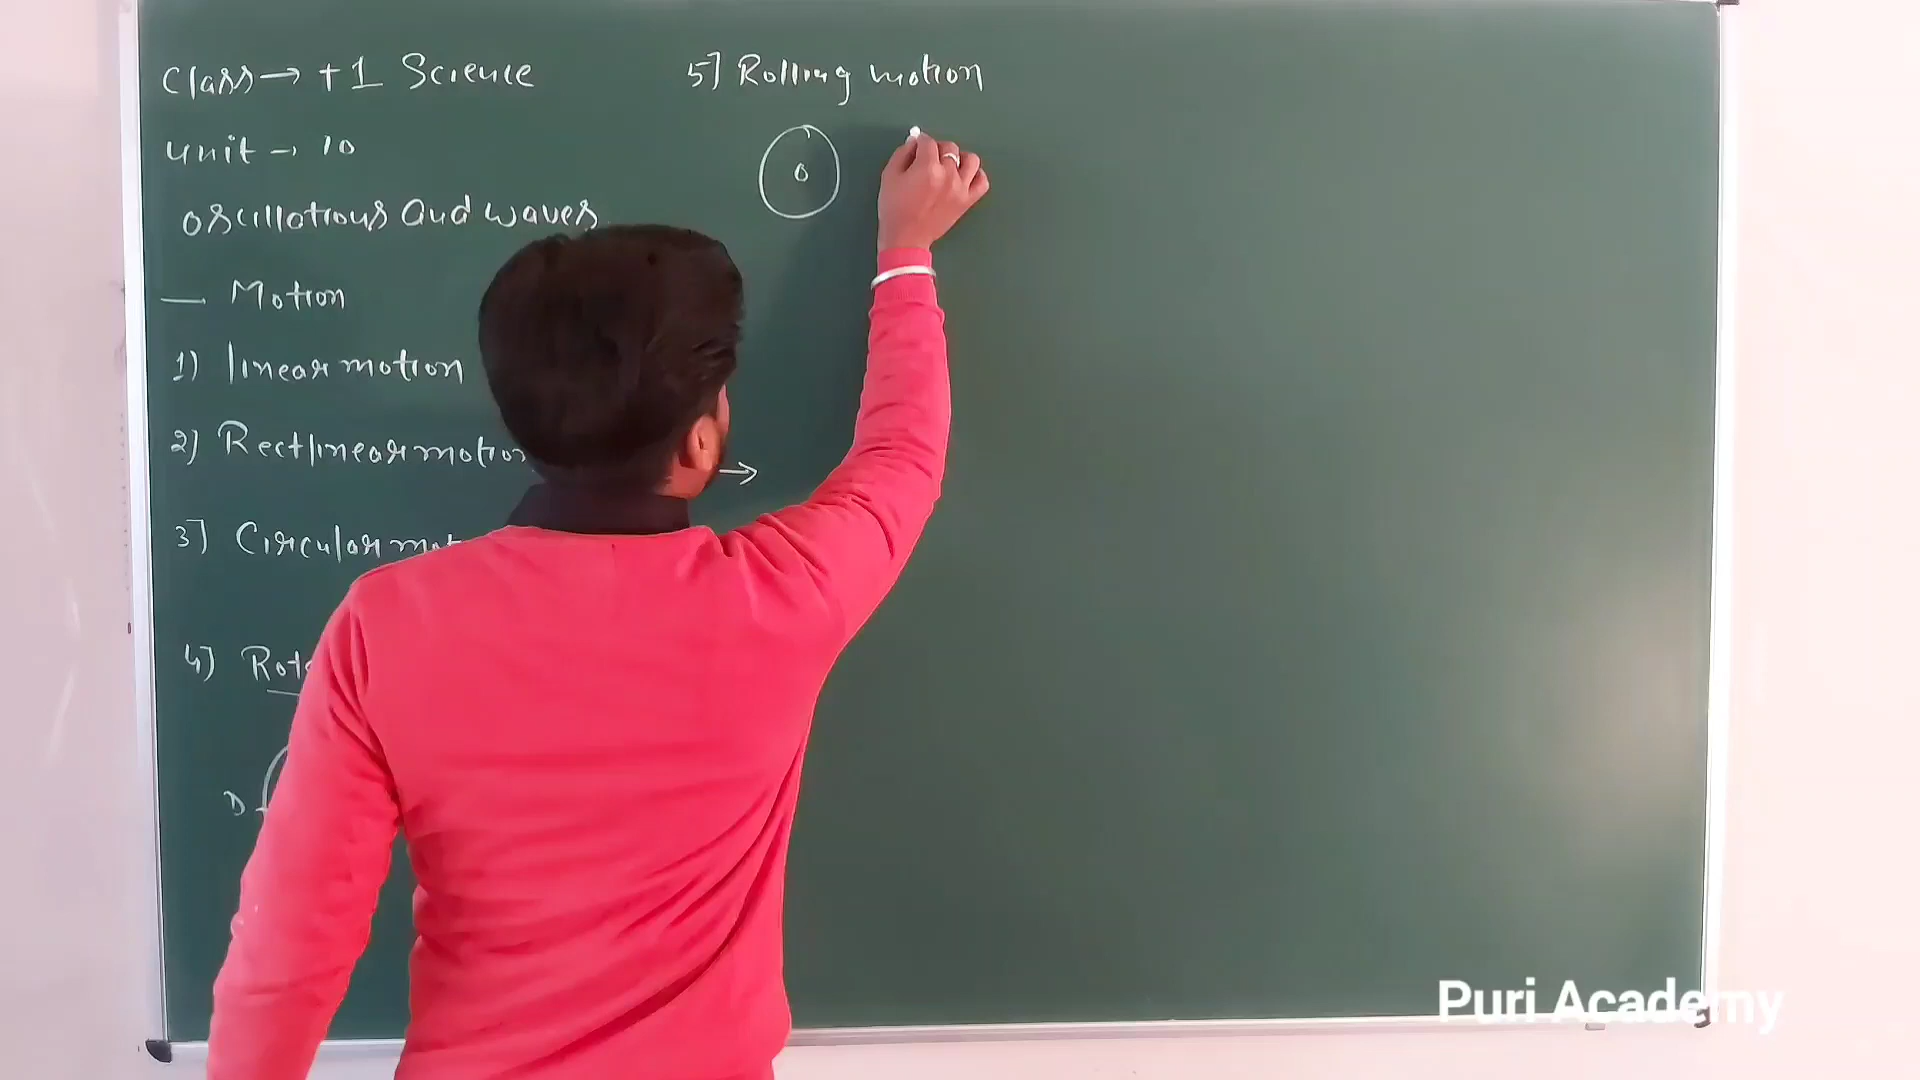 Class → +1 Science
Unit → 10
Oscillations and waves
— Motion
1) linear motion
2) Rectlinear motion
→
3] Circular
4)
D
5] Rolling motion
o
Puri Academy